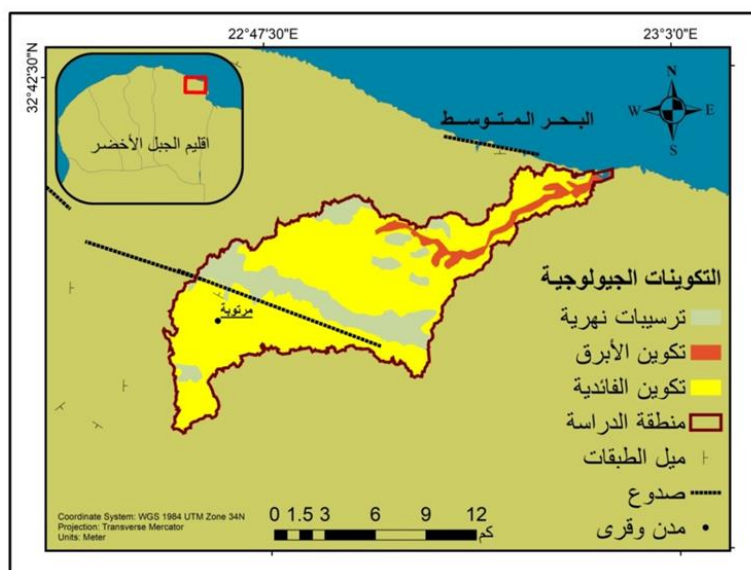 22°47'30"E
23°3'0"E
32°42'30"N
اقليم الجبل الأخضر
البحر المتوسط
N
W
E
S
مرتوبة
التكوينات الجيولوجية
ترسيبات نهرية
تكوين الأبرق
تكوين الفائدية
منطقة الدراسة
ميل الطبقات
صدوع
مدن وقرى
Coordinate System: WGS 1984 UTM Zone 34N
Projection: Transverse Mercator
Units: Meter
0 1.5 3 6 9 12
كم